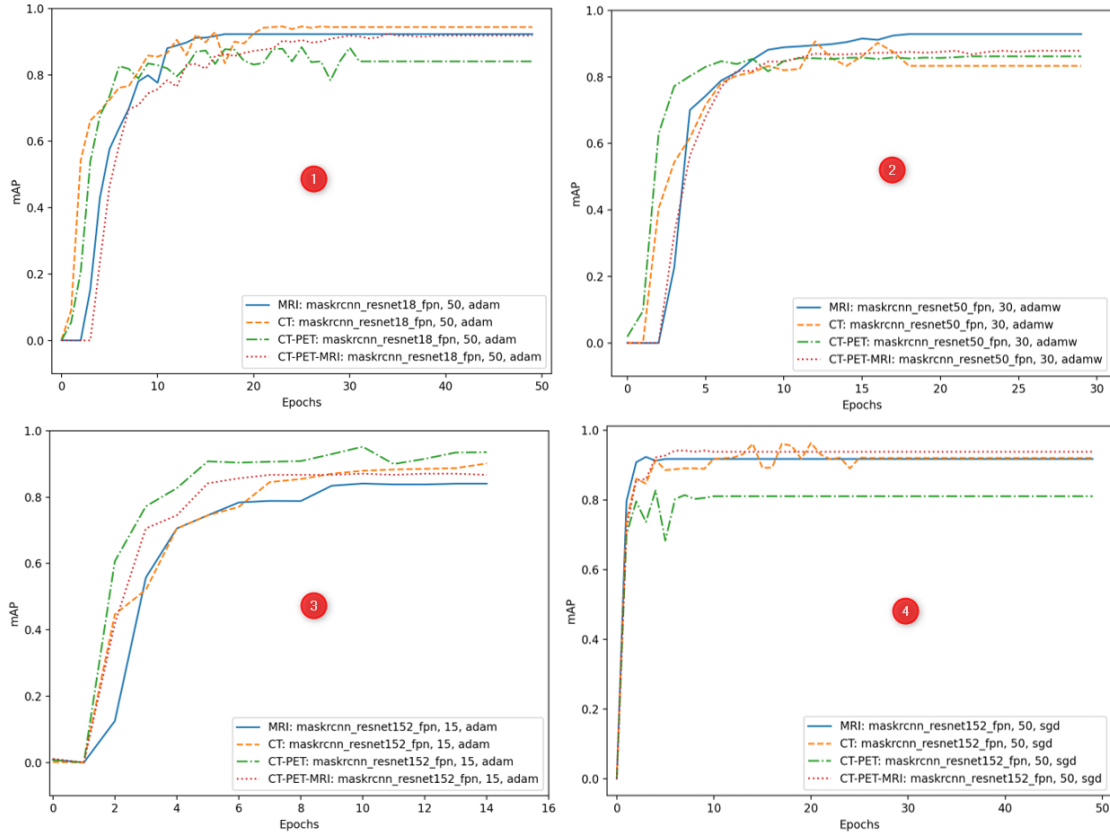 1.0
0.8
0.6
0.4
0.2
0.0
mAP
1
MRI: maskrcnn_resnet18_fpn, 50, adam
CT: maskrcnn_resnet18_fpn, 50, adam
CT-PET: maskrcnn_resnet18_fpn, 50, adam
CT-PET-MRI: maskrcnn_resnet18_fpn, 50, adam
0 10 20 30 40 50
Epochs
1.0
0.8
0.6
0.4
0.2
0.0
mAP
2
MRI: maskrcnn_resnet50_fpn, 30, adamw
CT: maskrcnn_resnet50_fpn, 30, adamw
CT-PET: maskrcnn_resnet50_fpn, 30, adamw
CT-PET-MRI: maskrcnn_resnet50_fpn, 30, adamw
0 5 10 15 20 25 30
Epochs
1.0
0.8
0.6
0.4
0.2
0.0
mAP
3
MRI: maskrcnn_resnet152_fpn, 15, adam
CT: maskrcnn_resnet152_fpn, 15, adam
CT-PET: maskrcnn_resnet152_fpn, 15, adam
CT-PET-MRI: maskrcnn_resnet152_fpn, 15, adam
0 2 4 6 8 10 12 14 16
Epochs
1.0
0.8
0.6
0.4
0.2
0.0
mAP
4
MRI: maskrcnn_resnet152_fpn, 50, sgd
CT: maskrcnn_resnet152_fpn, 50, sgd
CT-PET: maskrcnn_resnet152_fpn, 50, sgd
CT-PET-MRI: maskrcnn_resnet152_fpn, 50, sgd
0 10 20 30 40 50
Epochs